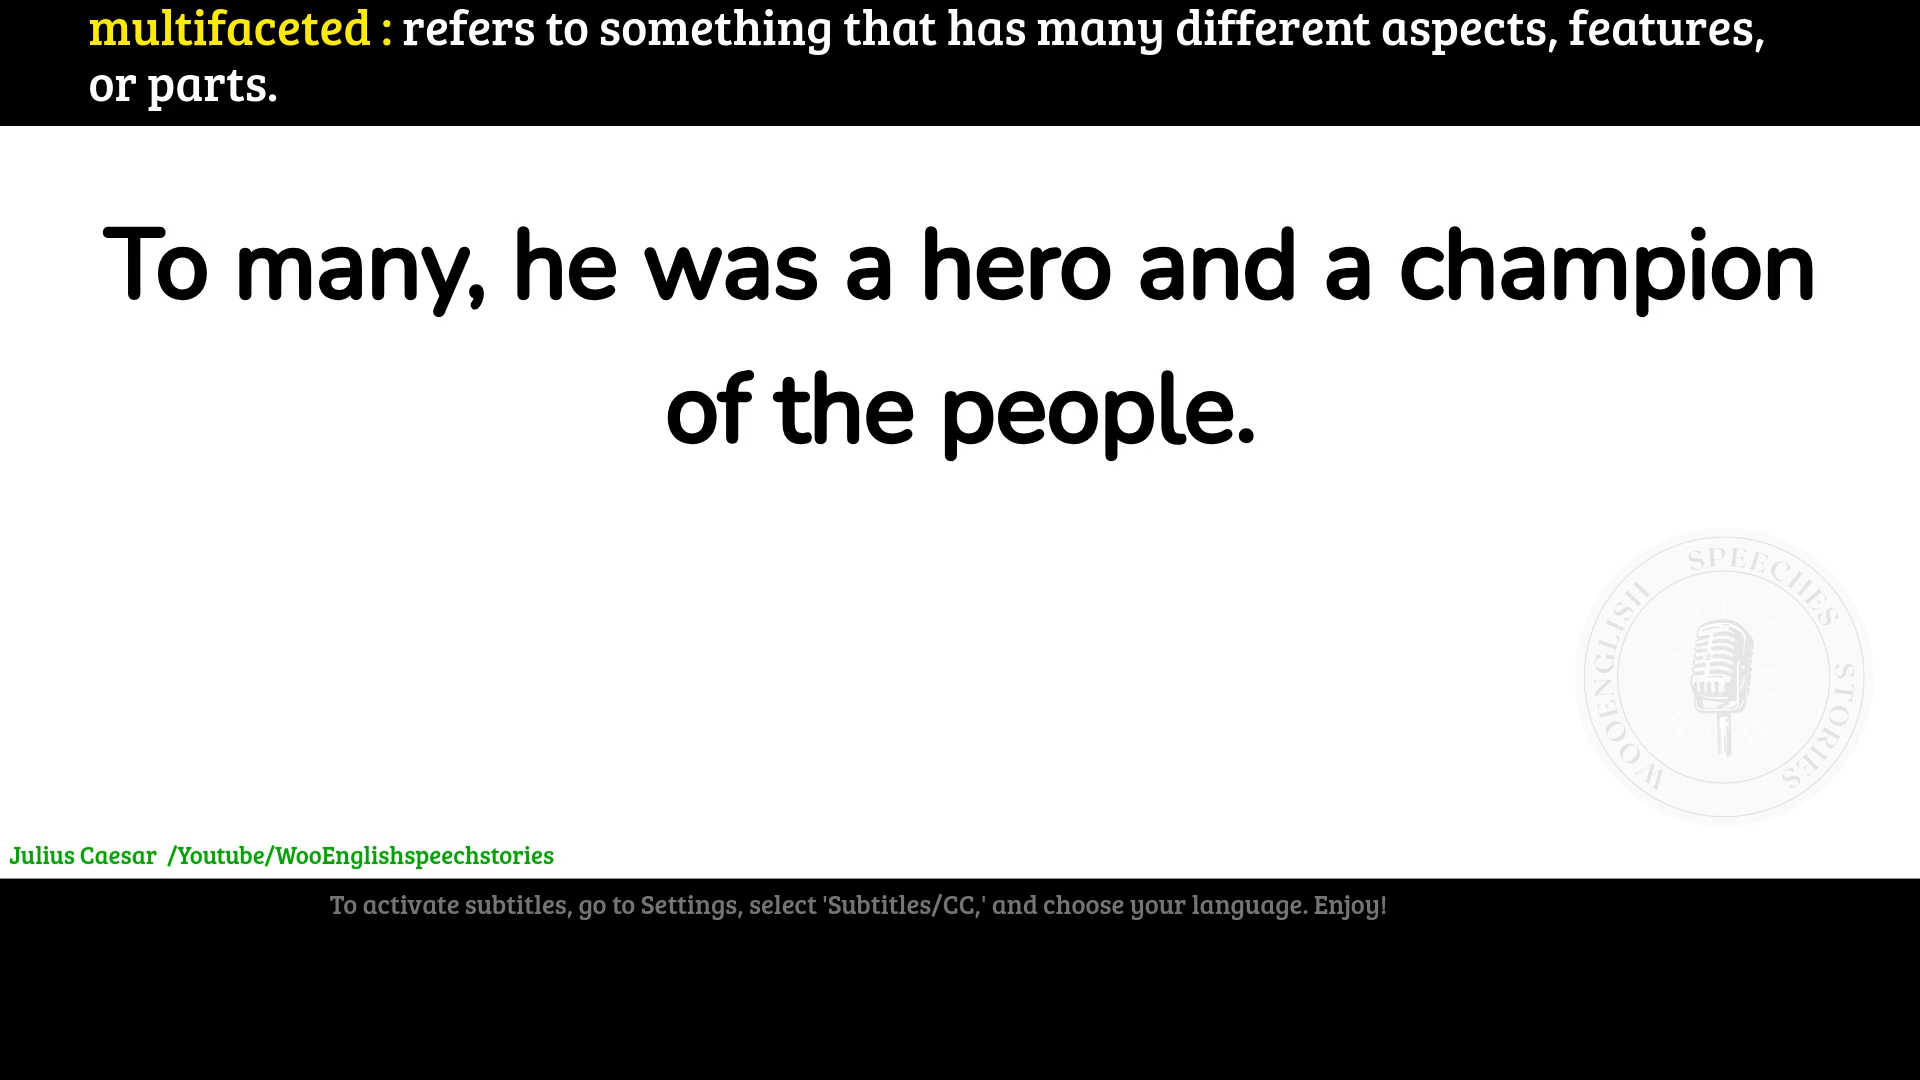 multifaceted : refers to something that has many different aspects, features,
or parts.
To many, he was a hero and a champion
of the people.
WOOENGLISH SPEECHES STORIES
Julius Caesar /Youtube/WooEnglishspeechstories
To activate subtitles, go to Settings, select 'Subtitles/CC,' and choose your language. Enjoy!